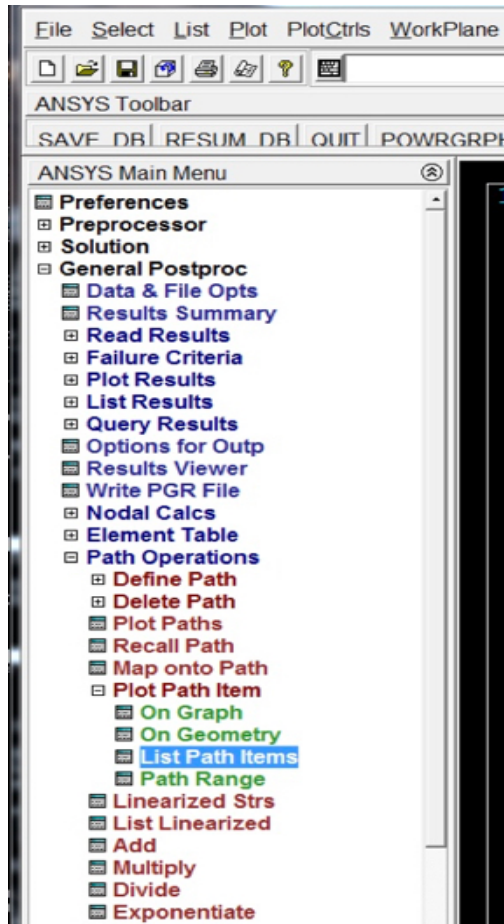 File Select List Plot PlotCtrls WorkPlane
ANSYS Toolbar
SAVE_DB RESUM_DB QUIT POWRGRPH
ANSYS Main Menu
Preferences
Preprocessor
Solution
General Postproc
Data & File Opts
Results Summary
Read Results
Failure Criteria
Plot Results
List Results
Query Results
Options for Outp
Results Viewer
Write PGR File
Nodal Calcs
Element Table
Path Operations
Define Path
Delete Path
Plot Paths
Recall Path
Map onto Path
Plot Path Item
On Graph
On Geometry
List Path Items
Path Range
Linearized Strs
List Linearized
Add
Multiply
Divide
Exponentiate